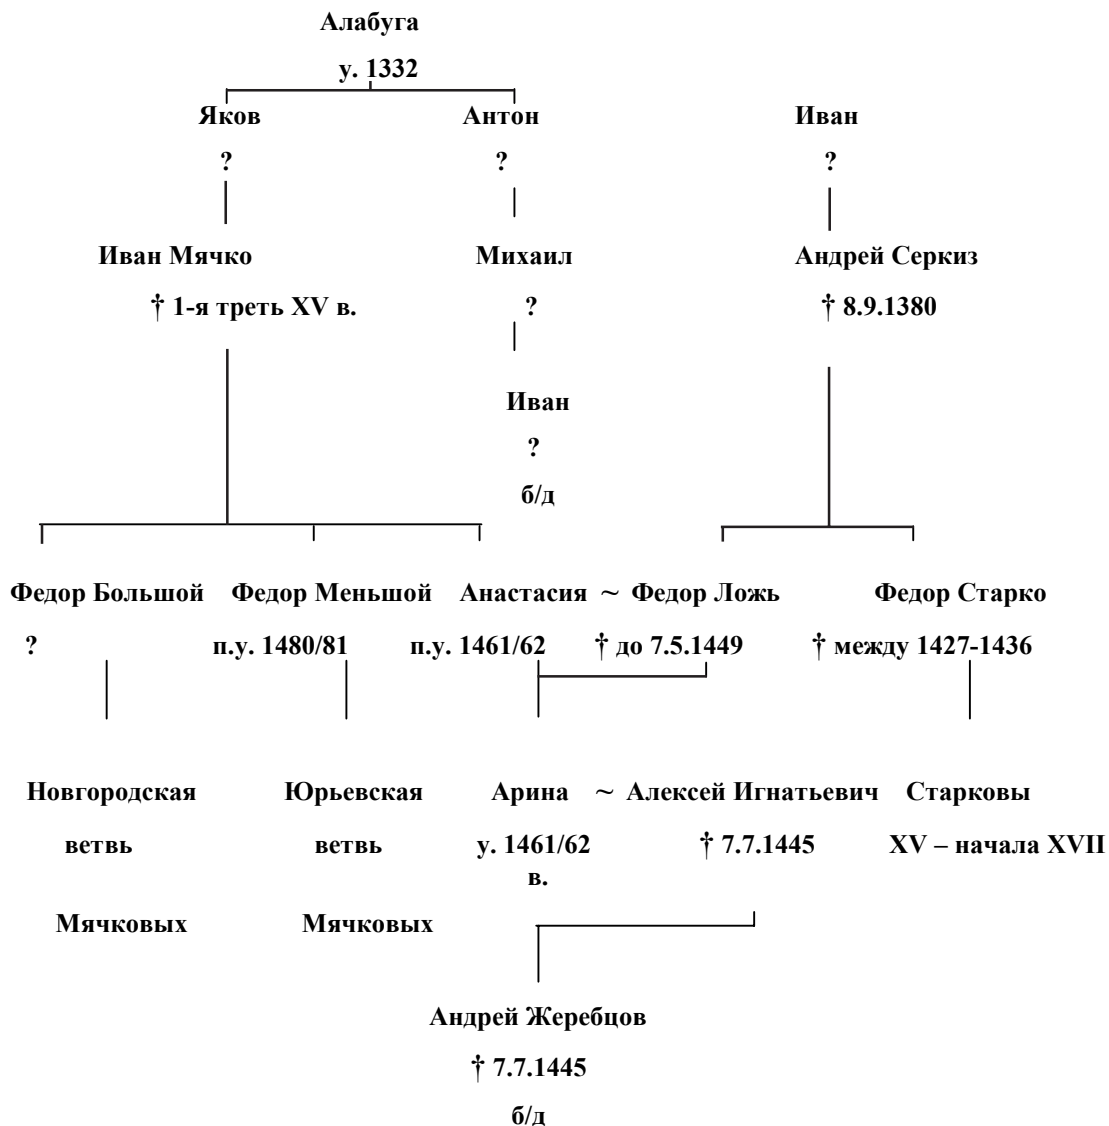 Алабуга
у. 1332
Яков Антон Иван
? ? ?
Иван Мячко Михаил Андрей Серкиз
† 1-я треть XV в. ? † 8.9.1380
Иван
?
б/д
Федор Большой Федор Меньшой Анастасия ~ Федор Ложь Федор Старко
? п.у. 1480/81 п.у. 1461/62 † до 7.5.1449 † между 1427-1436
Новгородская Юрьевская Арина ~ Алексей Игнатьевич Старковы
ветвь ветвь у. 1461/62 † 7.7.1445 XV – начала XVII
в.
Мячковых Мячковых
Андрей Жеребцов
† 7.7.1445
б/д